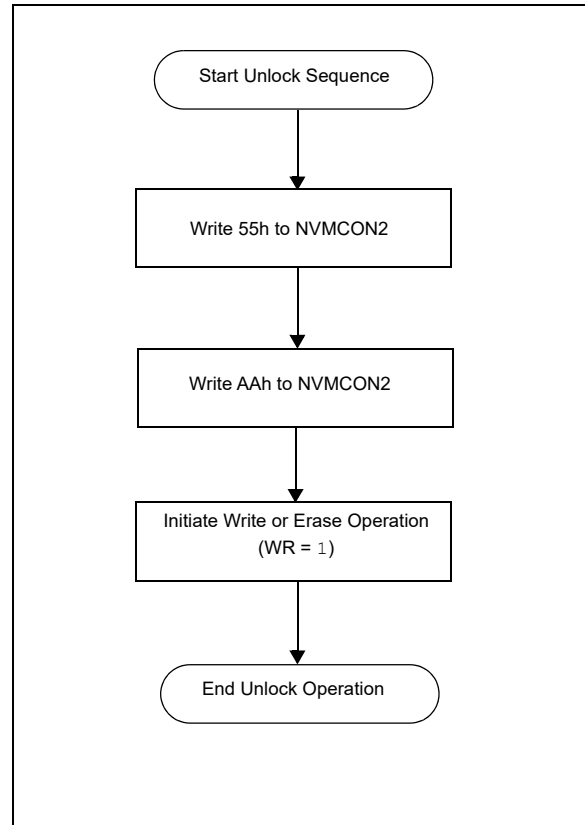 Start Unlock Sequence
Write 55h to NVMCON2
Write AAh to NVMCON2
Initiate Write or Erase Operation
(WR = 1)
End Unlock Operation